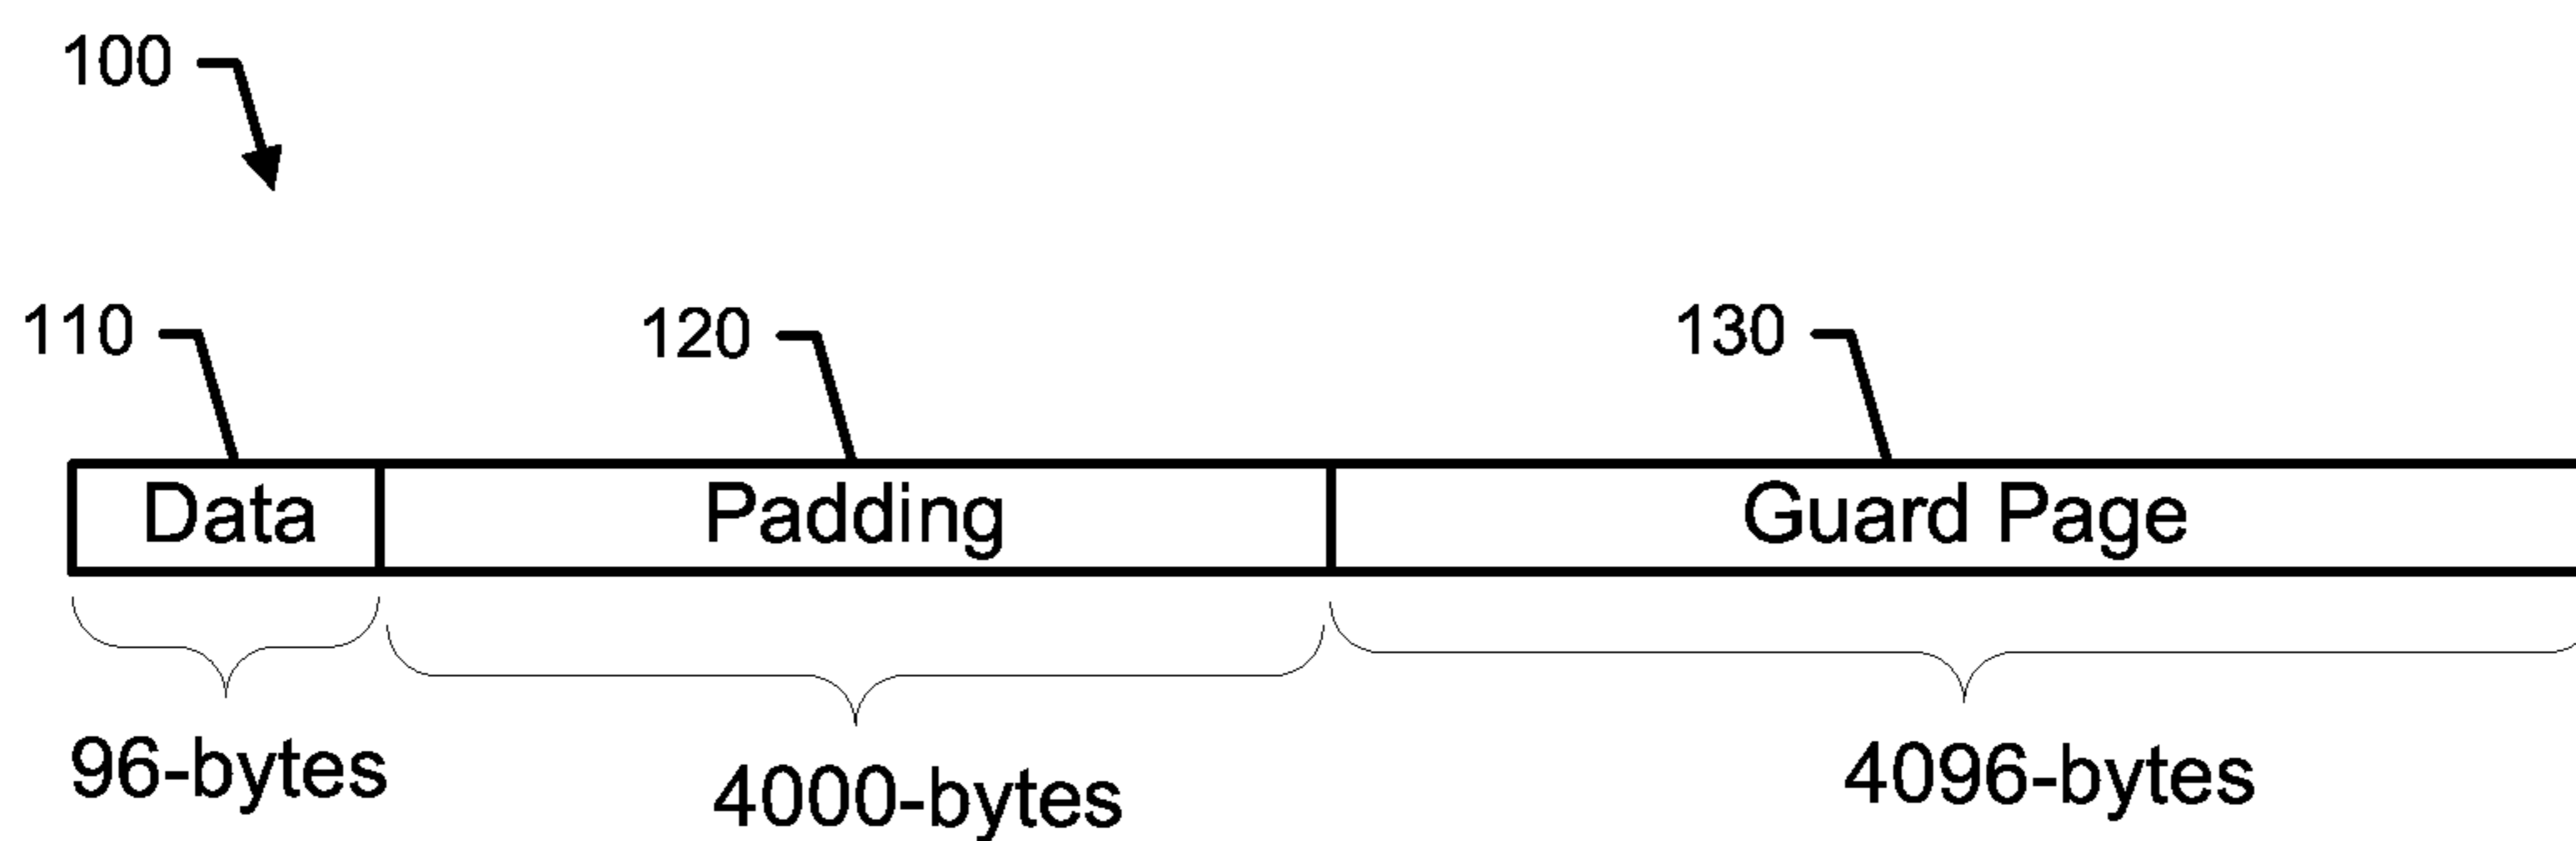 100
110 120 130
Data Padding Guard Page
96-bytes 4000-bytes 4096-bytes